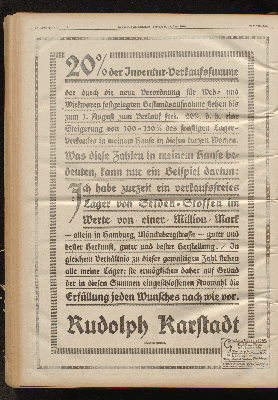 20% der Inventur-Verkaufssumme
der durch die neue Verordnung für Web- und
Wirkwaren festgelegten Bestandsaufnahme stehen bis
zum 1. August zum Verkauf frei. 20% d. h. eine
Steigerung von 100-120% des sonstigen Lager-
Verkaufes in meinem Hause in diesen kurzen Wochen.
Was diese Zahlen in meinem Hause be-
deuten, kann nur ein Beispiel dartun:
Ich habe zurzeit ein verkaufsfreies
Lager von Seiden-Stoffen im
Werte von einer Million Mark
— allein in Hamburg, Mönckebergstraße — guter und
bester Herkunft, guter und bester Herstellung. In
gleichem Verhältnis zu dieser gewaltigen Zahl stehen
alle meine Lager; sie ermöglichen daher auf Grund
der in diesen Summen eingeschlossenen Auswahl die
Erfüllung jeden Wunsches nach wie vor.
Rudolph Karstadt